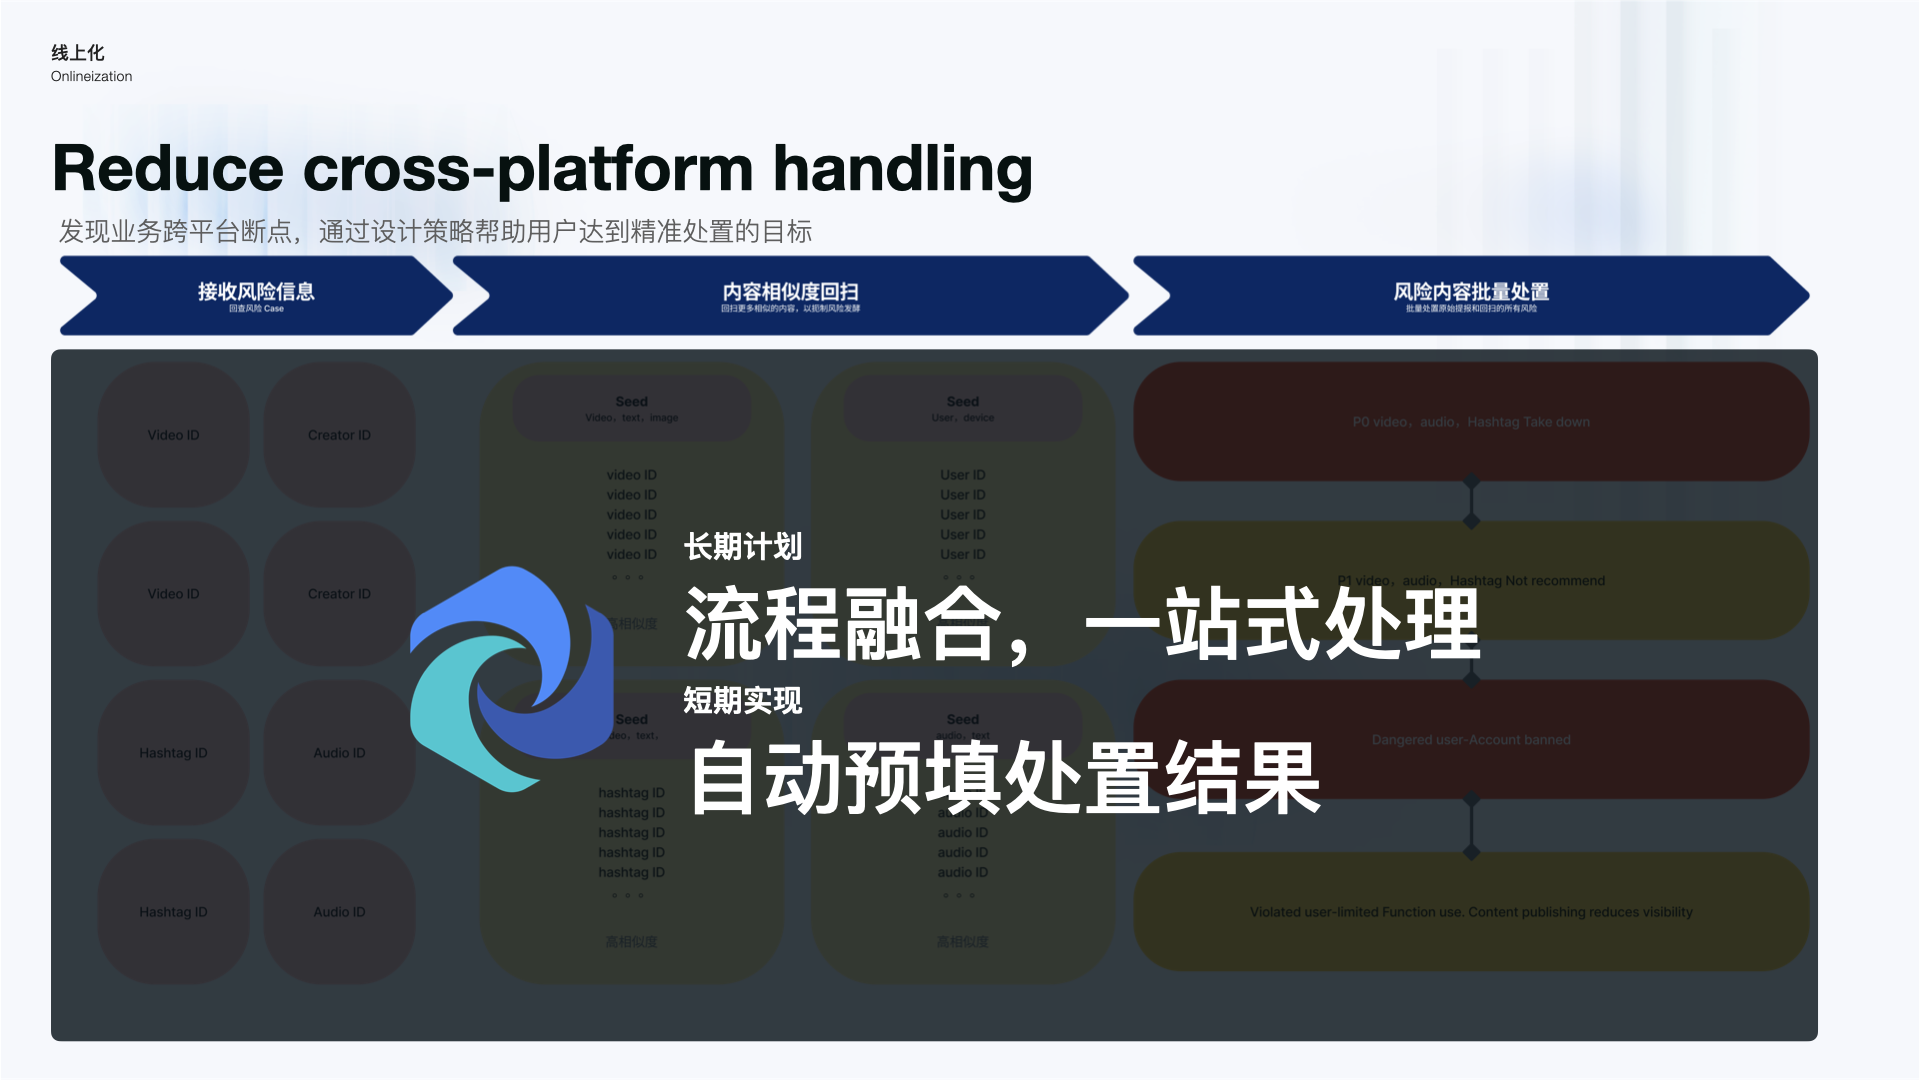 线上化
Onlineization
Reduce cross-platform handling
发现业务跨平台断点，通过设计策略帮助用户达到精准处置的目标
接收风险信息
回查风险 Case
内容相似度回扫
回扫更多相似的内容，以扼制风险发酵
风险内容批量处置
批量处置原始提报和回扫的所有风险
Video ID
Creator ID
Video ID
Creator ID
Hashtag ID
Audio ID
Hashtag ID
Audio ID
Seed
Video，text，image
video ID
video ID
video ID
video ID
video ID
高相似度
Seed
User，device
User ID
User ID
User ID
User ID
User ID
Seed
text，
hashtag ID
hashtag ID
hashtag ID
hashtag ID
hashtag ID
高相似度
Seed
audio，text
audio ID
audio ID
audio ID
audio ID
高相似度
P0 video，audio，Hashtag Take down
P1 video，audio，Hashtag Not recommend
Dangered user-Account banned
Violated user-limited Function use. Content publishing reduces visibility
长期计划
流程融合，一站式处理
短期实现
自动预填处置结果